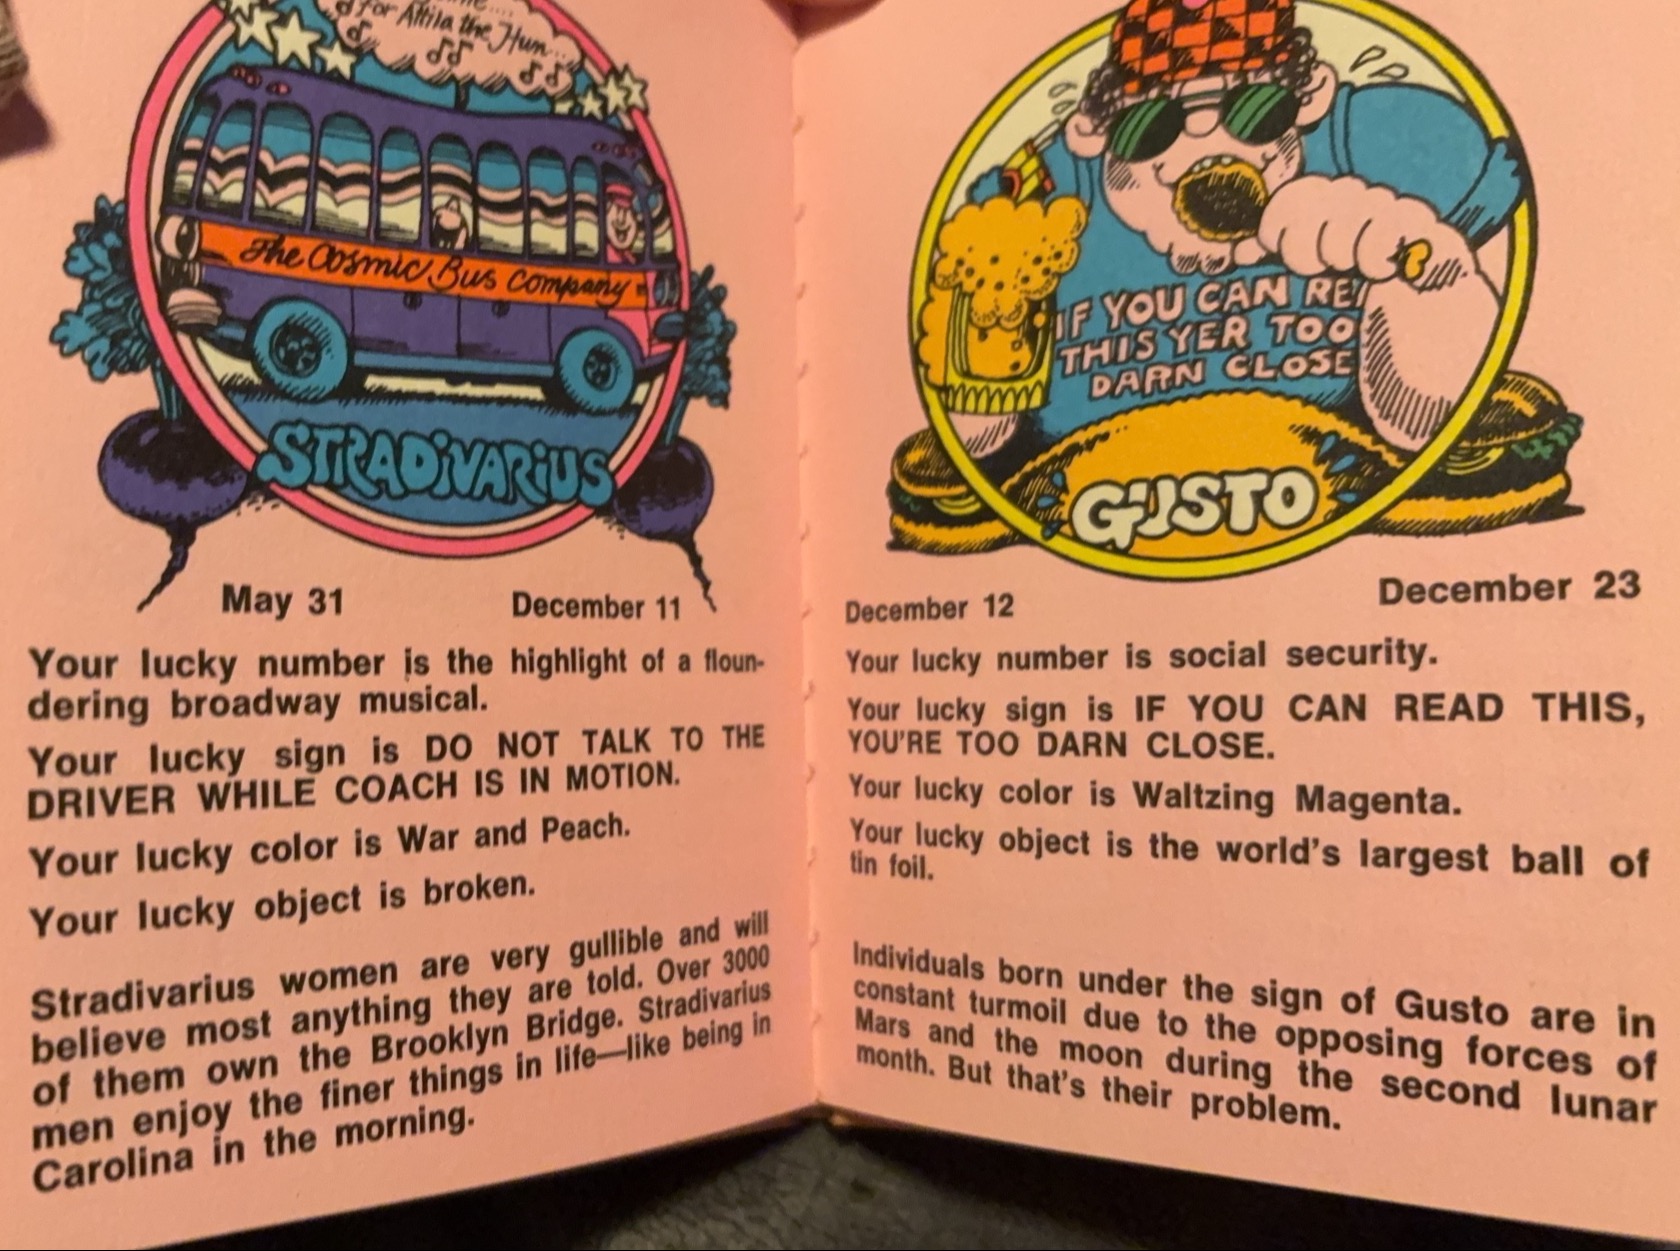 for Attila the Hun...
The Cosmic Bus Company
STRADIVARIUS
May 31 December 11
Your lucky number is the highlight of a floun-
dering broadway musical.
Your lucky sign is DO NOT TALK TO THE
DRIVER WHILE COACH IS IN MOTION.
Your lucky color is War and Peach.
Your lucky object is broken.
Stradivarius women are very gullible and will
believe most anything they are told. Over 3000
of them own the Brooklyn Bridge. Stradivarius
men enjoy the finer things in life—like being in
Carolina in the morning.
IF YOU CAN RE
THIS YER TOO
DARN CLOSE
GUSTO
December 12 December 23
Your lucky number is social security.
Your lucky sign is IF YOU CAN READ THIS,
YOU'RE TOO DARN CLOSE.
Your lucky color is Waltzing Magenta.
Your lucky object is the world's largest ball of
tin foil.
Individuals born under the sign of Gusto are in
constant turmoil due to the opposing forces of
Mars and the moon during the second lunar
month. But that's their problem.